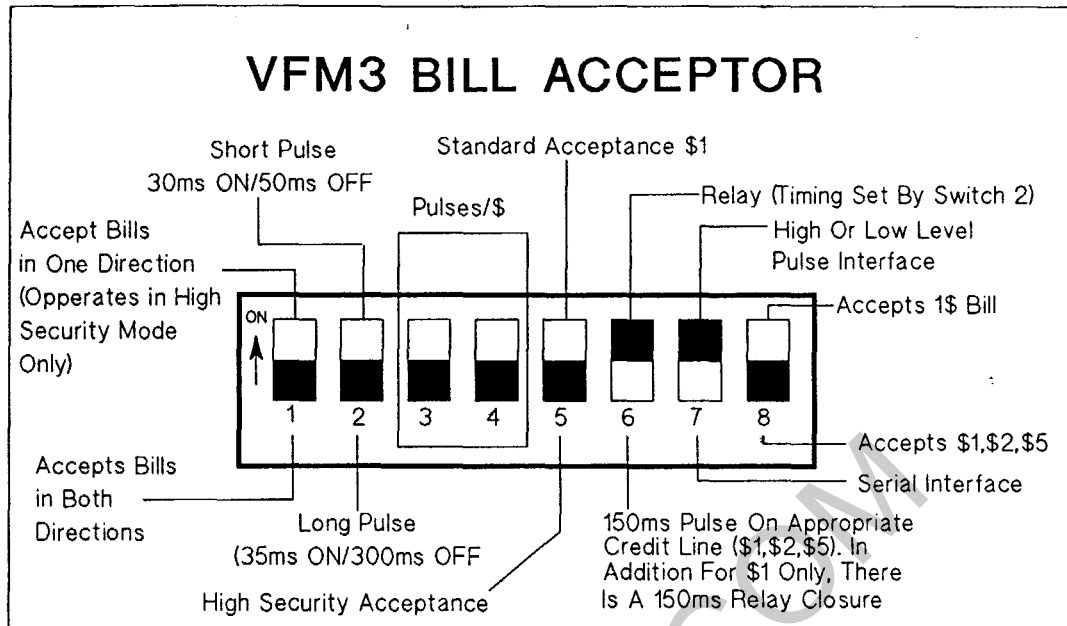 VFM3 BILL ACCEPTOR
Short Pulse
30ms ON/50ms OFF
Standard Acceptance $1
Pulses/$
Relay (Timing Set By Switch 2)
High Or Low Level
Pulse Interface
Accept Bills
in One Direction
(Opperates in High
Security Mode
Only)
Accepts 1$ Bill
ON
1 2 3 4 5 6 7 8
Accepts Bills
in Both
Directions
Long Pulse
(35ms ON/300ms OFF
High Security Acceptance
150ms Pulse On Appropriate
Credit Line ($1,$2,$5). In
Addition For $1 Only, There
Is A 150ms Relay Closure
Serial Interface
Accepts $1,$2,$5
COM